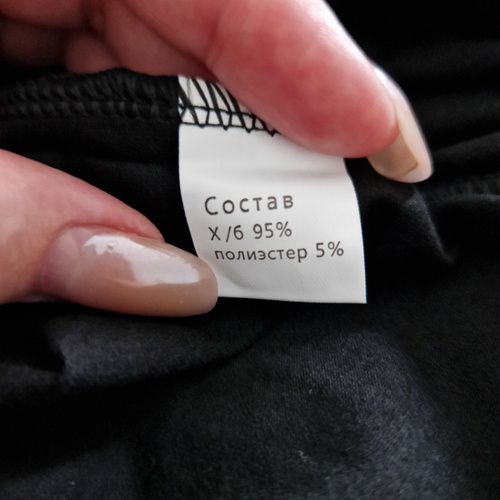 Состав
Х/б 95%
полиэстер 5%